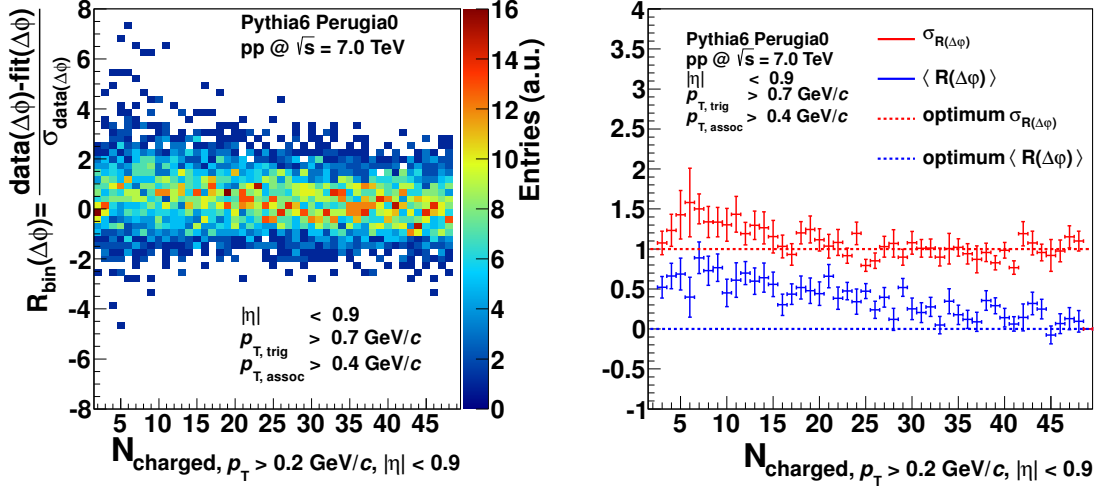 R_bin(Δφ)= data(Δφ)-fit(Δφ) / σ_data(Δφ)
8
6
4
2
0
-2
-4
-6
-8
Pythia6 Perugia0
pp @ √s = 7.0 TeV
|η| < 0.9
p_T, trig > 0.7 GeV/c
p_T, assoc > 0.4 GeV/c
5 10 15 20 25 30 35 40 45
N_charged, p_T > 0.2 GeV/c, |η| < 0.9
16
14
12
10
8
6
4
2
0
Entries (a.u.)
4
3.5
3
2.5
2
1.5
1
0.5
0
-0.5
-1
Pythia6 Perugia0
pp @ √s = 7.0 TeV
|η| < 0.9
p_T, trig > 0.7 GeV/c
p_T, assoc > 0.4 GeV/c
σ_R(Δφ)
⟨ R(Δφ) ⟩
optimum σ_R(Δφ)
optimum ⟨ R(Δφ) ⟩
5 10 15 20 25 30 35 40 45
N_charged, p_T > 0.2 GeV/c, |η| < 0.9